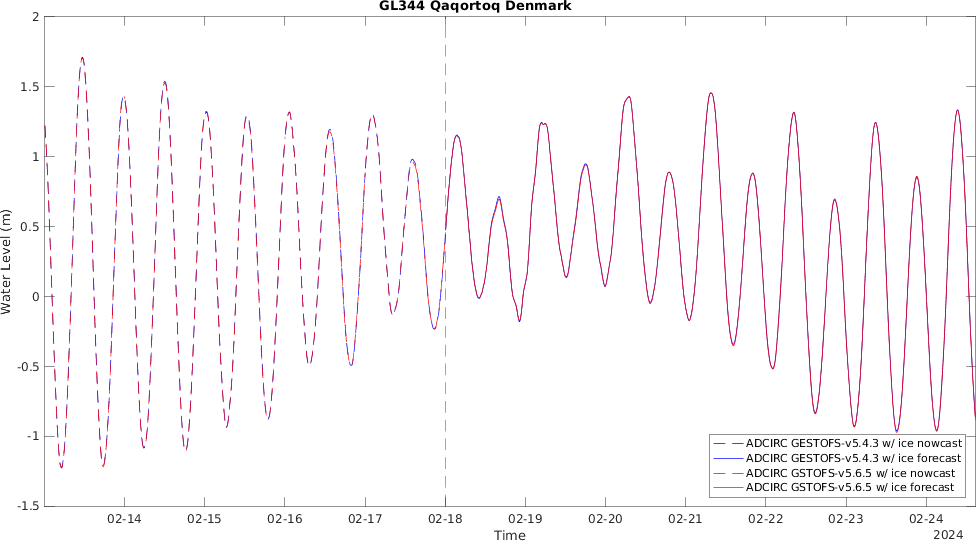 GL344 Qaqortoq Denmark
2
1.5
1
0.5
0
-0.5
-1
-1.5
Water Level (m)
ADCIRC GESTOFS-v5.4.3 w/ ice nowcast
ADCIRC GESTOFS-v5.4.3 w/ ice forecast
ADCIRC GSTOFS-v5.6.5 w/ ice nowcast
ADCIRC GSTOFS-v5.6.5 w/ ice forecast
02-14 02-15 02-16 02-17 02-18 02-19 02-20 02-21 02-22 02-23 02-24
Time
2024